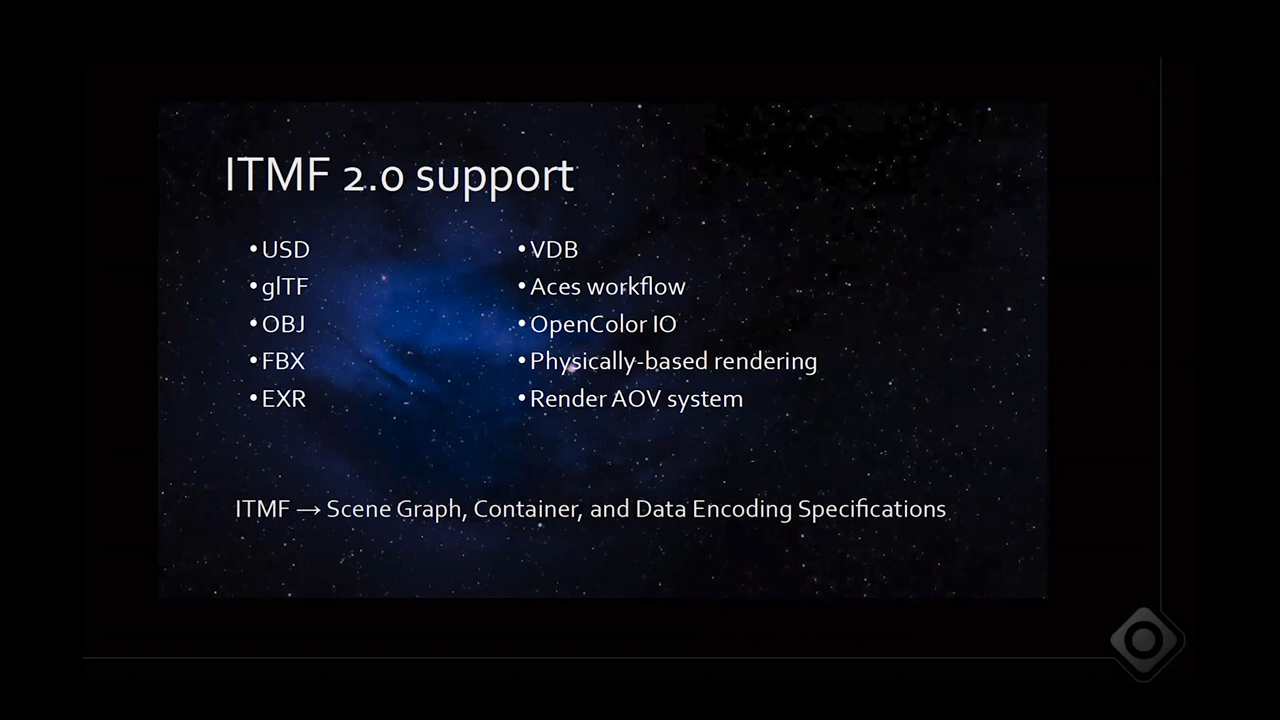 ITMF 2.0 support
• USD
• glTF
• OBJ
• FBX
• EXR
• VDB
• Aces workflow
• OpenColor IO
• Physically-based rendering
• Render AOV system
ITMF → Scene Graph, Container, and Data Encoding Specifications